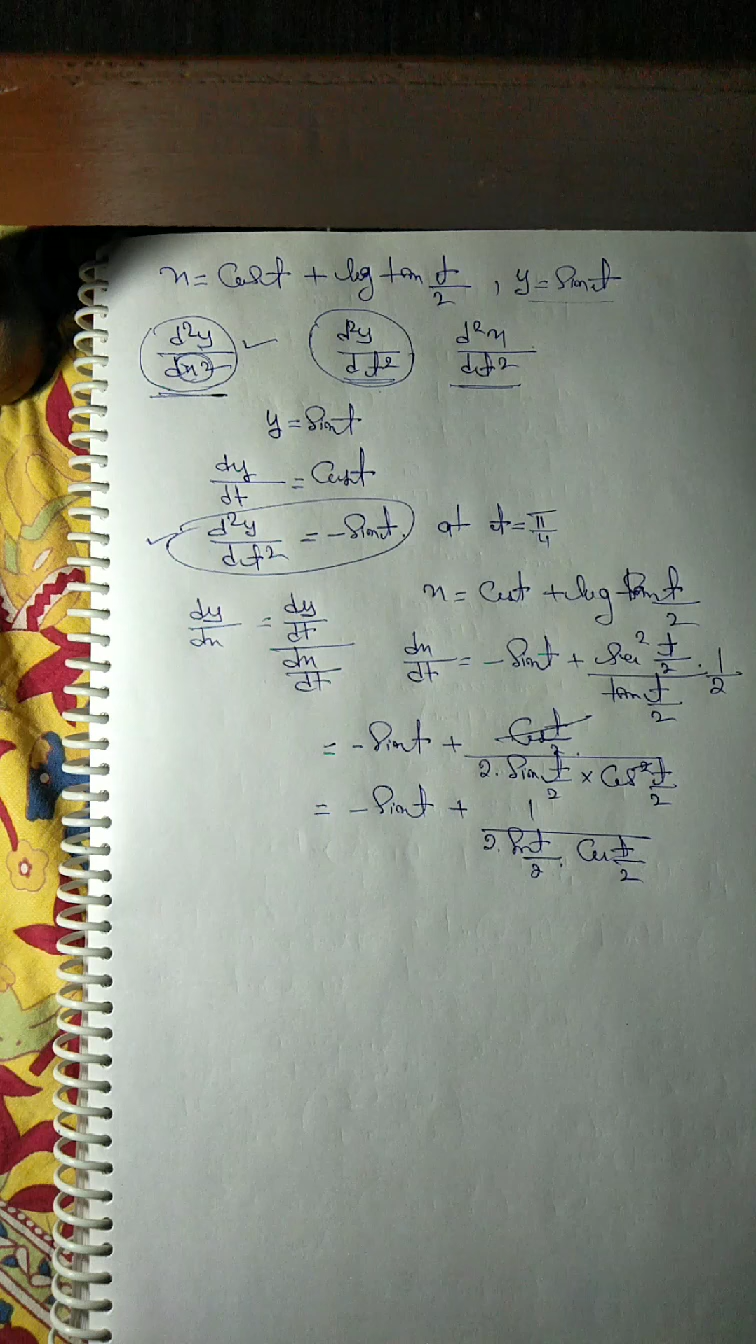 x = Cost + log tan t/2 , y = Sint
d²y/dx² ✓ d²y/dt² d²x/dt²
y = Sint
dy/dt = Cost
✓ d²y/dt² = -Sint. at t = π/4
x = Cost + log tan t/2
dy/dx = (dy/dt)/(dx/dt) dx/dt = -Sint + (Sec² t/2)/(tan t/2) . 1/2
= -Sint + (Cos t/2)/(2. Sin t/2 × Cos² t/2)
= -Sint + 1/(2. Sin t/2 . Cos t/2)